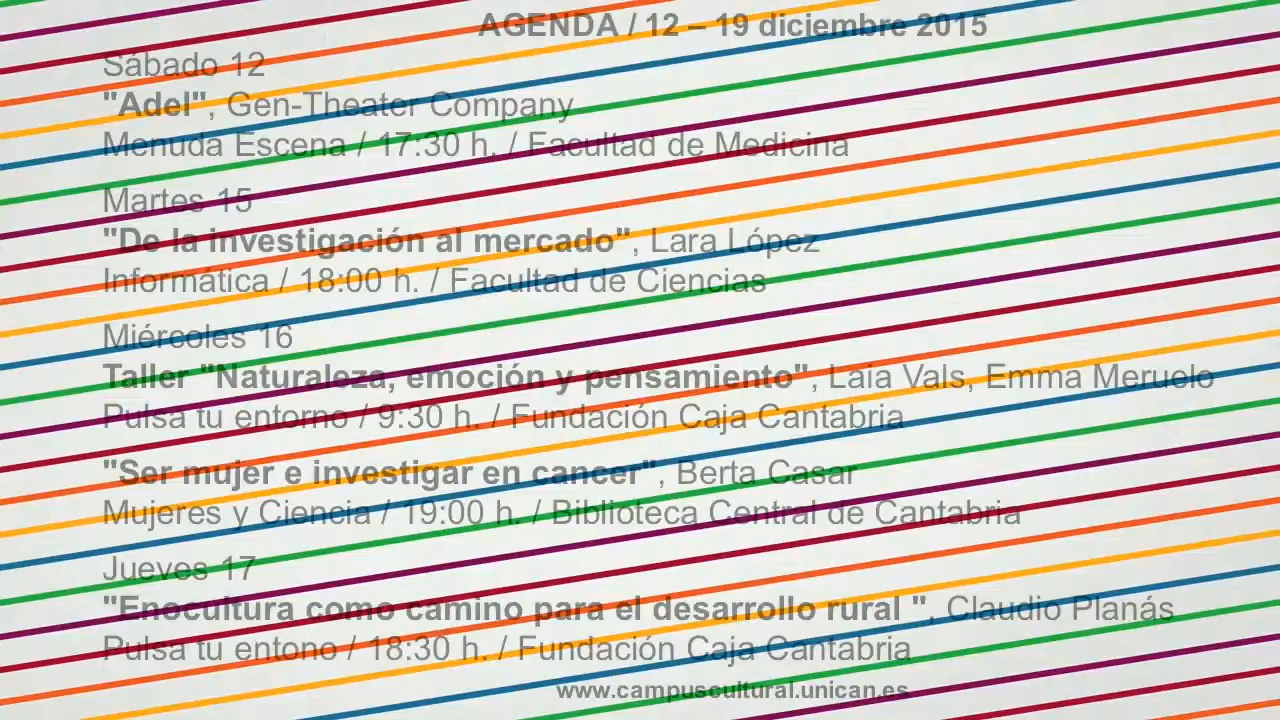 AGENDA / 12 – 19 diciembre 2015
Sábado 12
"Adel", Gen-Theater Company
Menuda Escena / 17:30 h. / Facultad de Medicina
Martes 15
"De la investigación al mercado", Lara López
Informática / 18:00 h. / Facultad de Ciencias
Miércoles 16
Taller "Naturaleza, emoción y pensamiento", Laia Vals, Emma Meruelo
Pulsa tu entorno / 9:30 h. / Fundación Caja Cantabria
"Ser mujer e investigar en cancer", Berta Casar
Mujeres y Ciencia / 19:00 h. / Biblioteca Central de Cantabria
Jueves 17
"Enocultura como camino para el desarrollo rural ", Claudio Planás
Pulsa tu entono / 18:30 h. / Fundación Caja Cantabria
www.campuscultural.unican.es